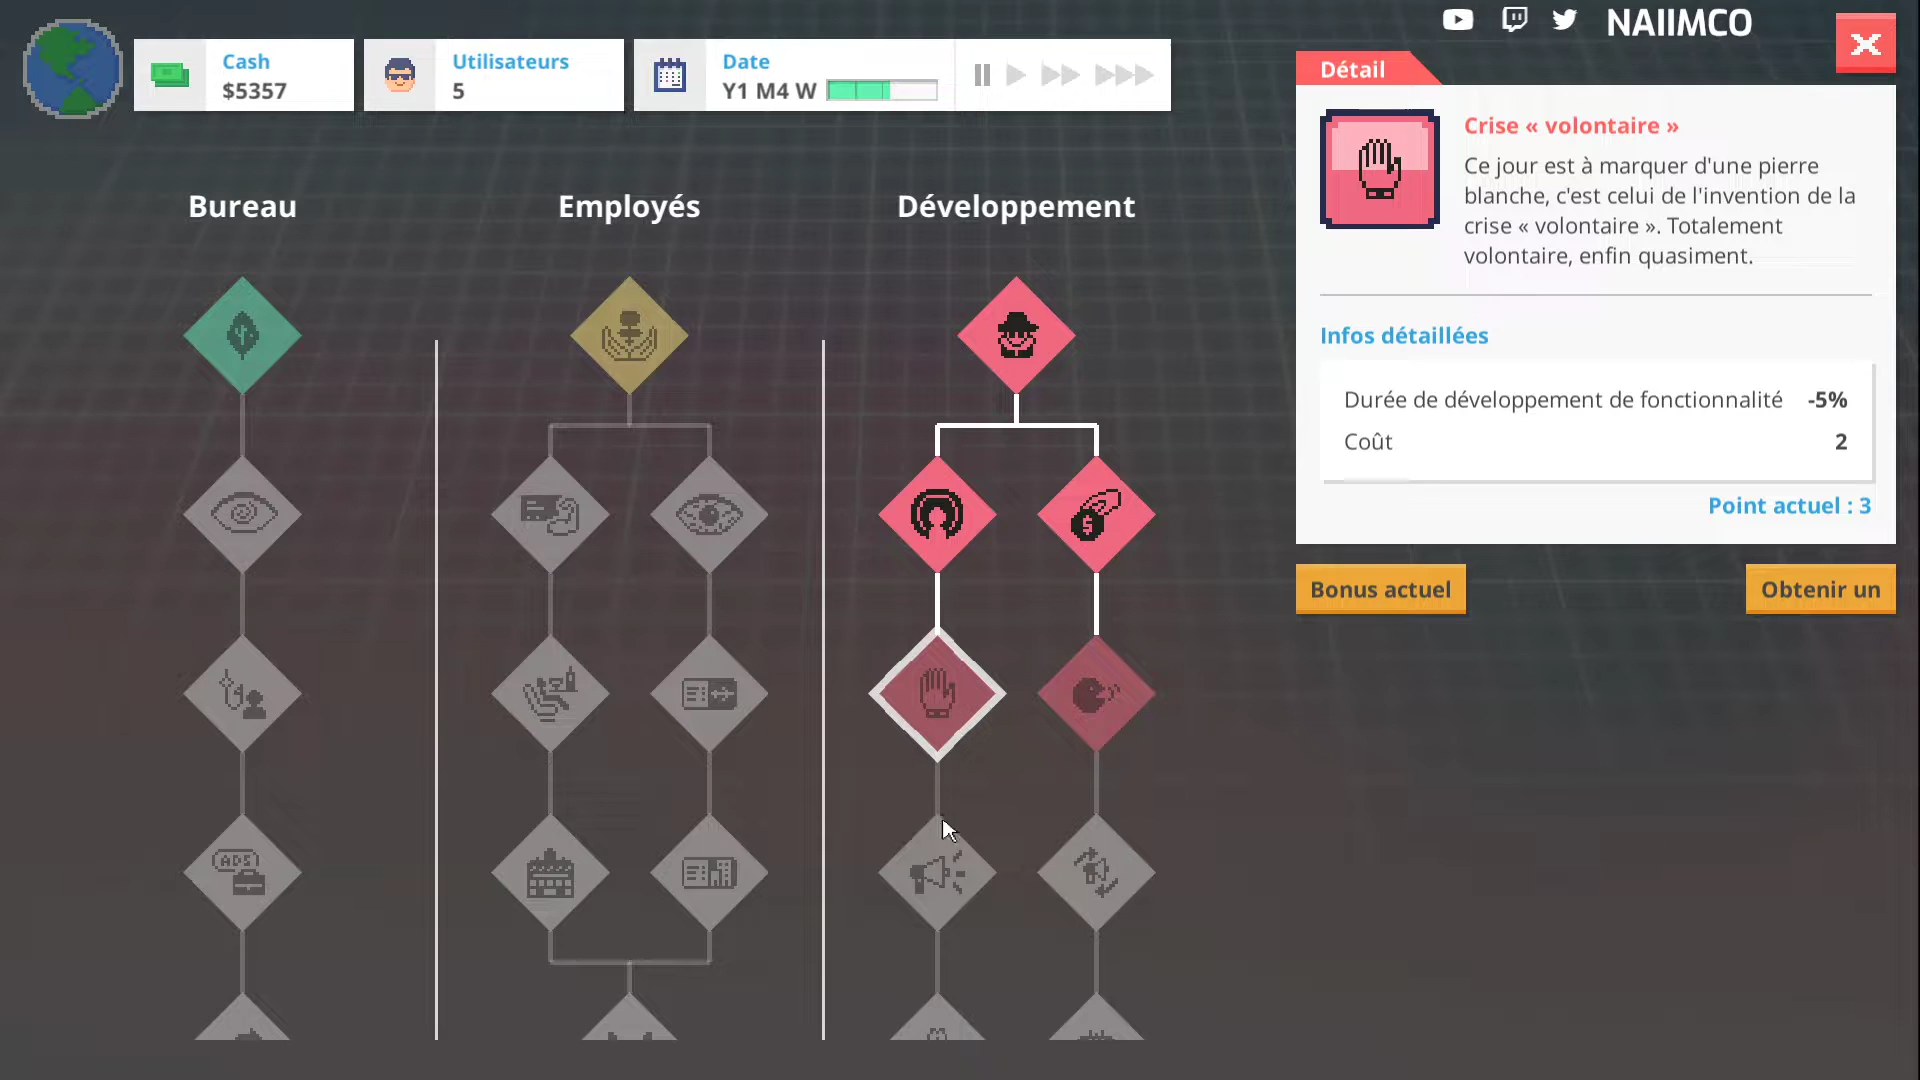 NAIIMCO
Cash
$5357
Utilisateurs
5
Date
Y1 M4 W
Détail
Crise « volontaire »
Ce jour est à marquer d'une pierre
blanche, c'est celui de l'invention de la
crise « volontaire ». Totalement
volontaire, enfin quasiment.
Infos détaillées
Durée de développement de fonctionnalité -5%
Coût 2
Point actuel : 3
Bonus actuel
Obtenir un
Bureau
Employés
Développement
$
ADS